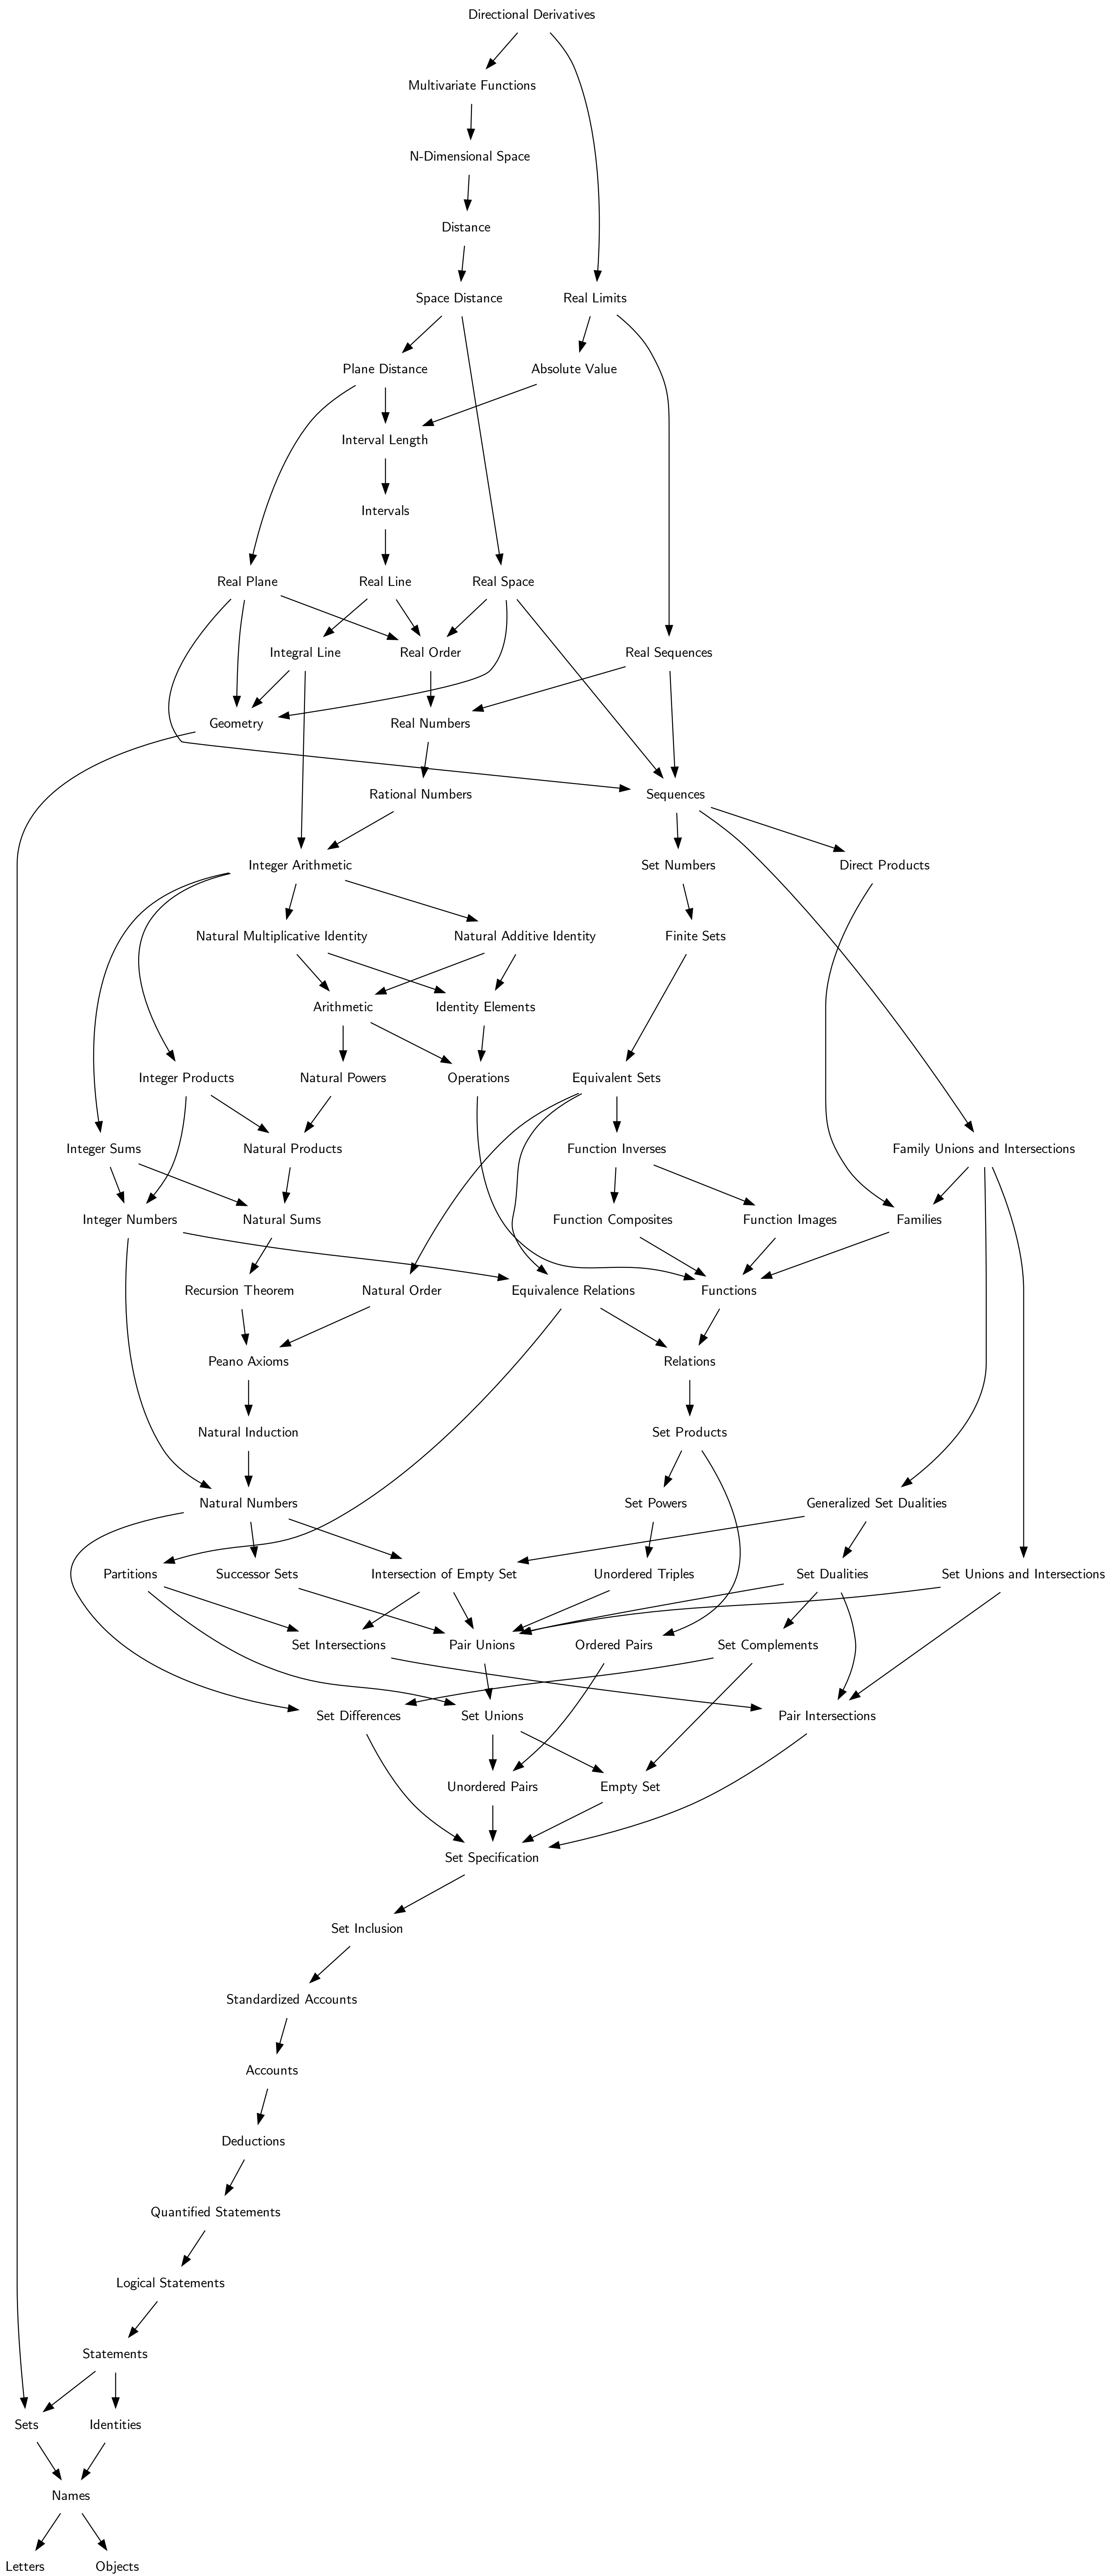 Directional Derivatives
Multivariate Functions
N-Dimensional Space
Distance
Space Distance
Real Limits
Plane Distance
Absolute Value
Interval Length
Intervals
Real Plane
Real Line
Real Space
Integral Line
Real Order
Real Sequences
Geometry
Real Numbers
Rational Numbers
Sequences
Integer Arithmetic
Set Numbers
Direct Products
Natural Multiplicative Identity
Natural Additive Identity
Finite Sets
Arithmetic
Identity Elements
Integer Products
Natural Powers
Operations
Equivalent Sets
Integer Sums
Natural Products
Function Inverses
Family Unions and Intersections
Integer Numbers
Natural Sums
Function Composites
Function Images
Families
Recursion Theorem
Natural Order
Equivalence Relations
Functions
Peano Axioms
Relations
Natural Induction
Set Products
Natural Numbers
Set Powers
Generalized Set Dualities
Partitions
Successor Sets
Intersection of Empty Set
Unordered Triples
Set Dualities
Set Unions and Intersections
Set Intersections
Pair Unions
Ordered Pairs
Set Complements
Set Differences
Set Unions
Pair Intersections
Unordered Pairs
Empty Set
Set Specification
Set Inclusion
Standardized Accounts
Accounts
Deductions
Quantified Statements
Logical Statements
Statements
Sets
Identities
Names
Letters
Objects